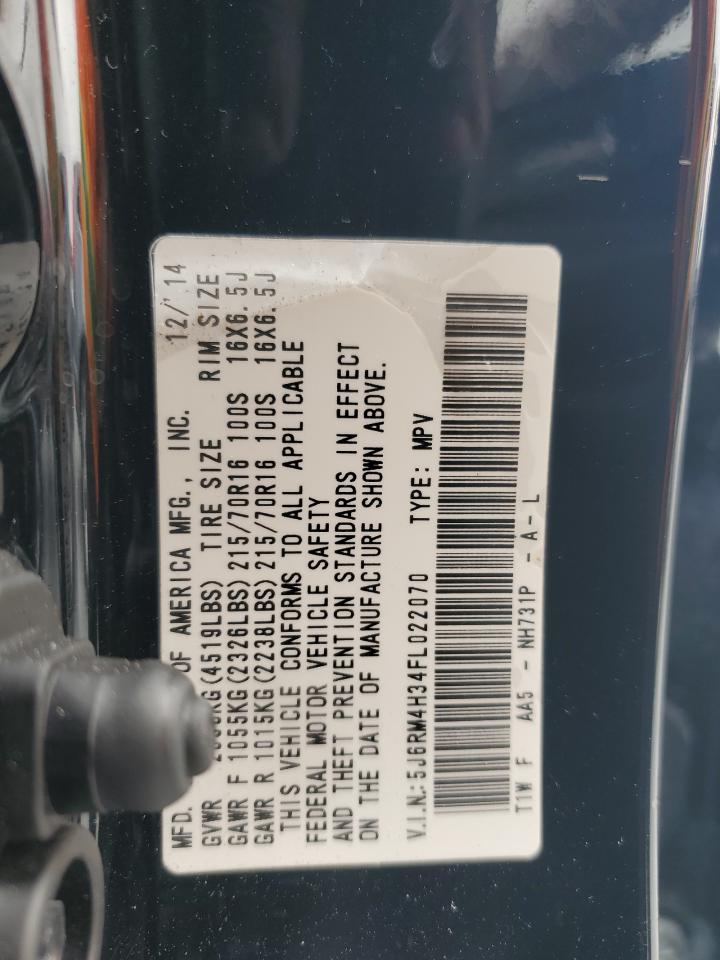 MFD. OF AMERICA MFG., INC. 12/'14
GVWR (4519LBS) TIRE SIZE RIM SIZE
GAWR F 1055KG(2326LBS) 215/70R16 100S 16X6.5J
GAWR R 1015KG(2238LBS) 215/70R16 100S 16X6.5J
THIS VEHICLE CONFORMS TO ALL APPLICABLE
FEDERAL MOTOR VEHICLE SAFETY
AND THEFT PREVENTION STANDARDS IN EFFECT
ON THE DATE OF MANUFACTURE SHOWN ABOVE.
V.I.N.:5J6RM4H34FL022070 TYPE: MPV
T1W F AA5 - NH731P - A - L